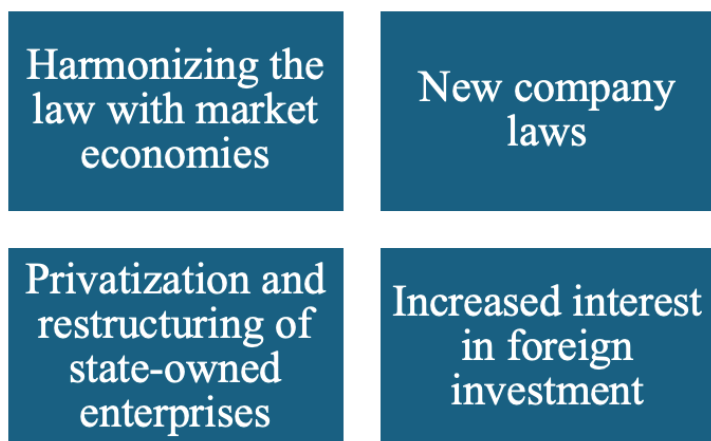 Harmonizing the
law with market
economies
New company
laws
Privatization and
restructuring of
state-owned
enterprises
Increased interest
in foreign
investment